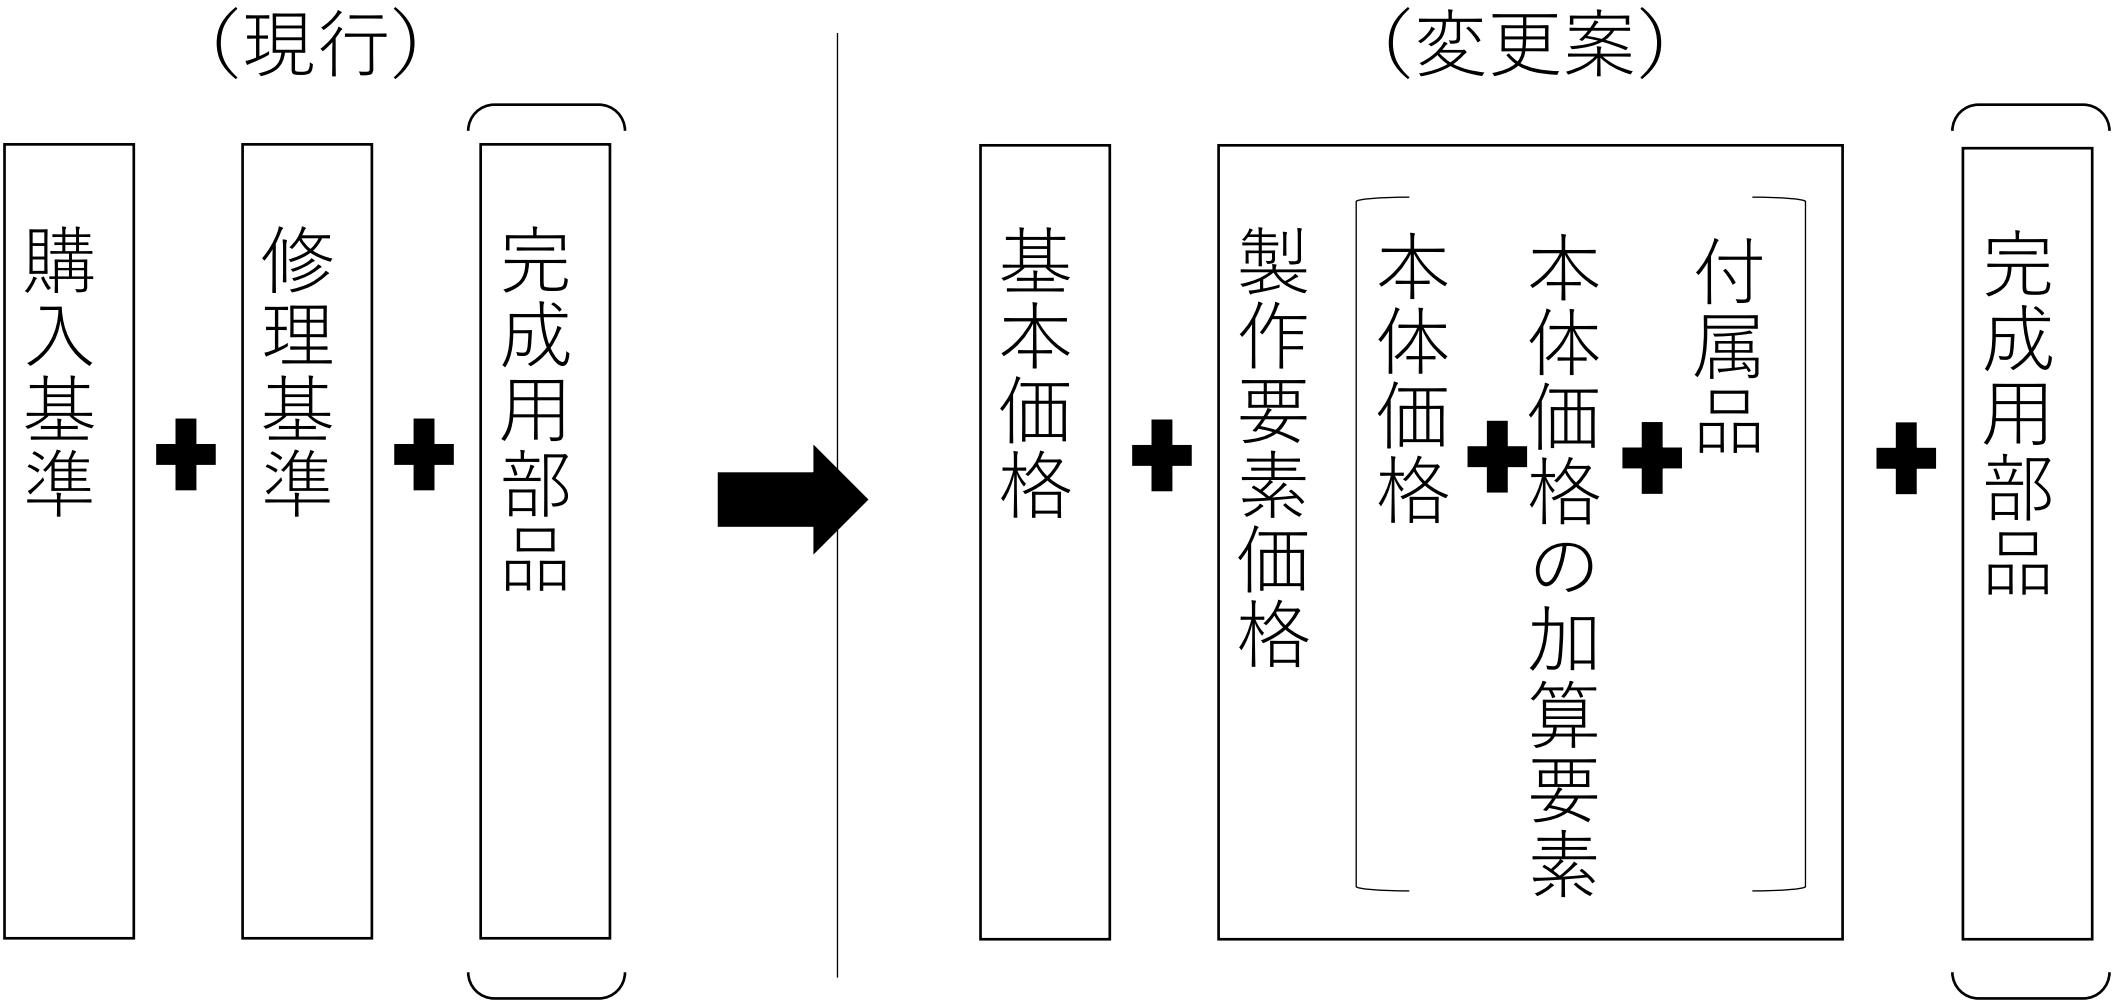 （現行）
購入基準
修理基準
完成用部品
（変更案）
基本価格
製作要素価格
本体価格
本体価格の加算要素
付属品
完成用部品